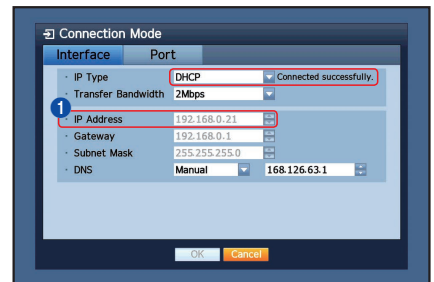 Connection Mode
Interface Port
· IP Type DHCP Connected successfully.
· Transfer Bandwidth 2Mbps
1
· IP Address 192.168.0.21
· Gateway 192.168.0.1
· Subnet Mask 255.255.255.0
· DNS Manual 168.126.63.1
OK Cancel